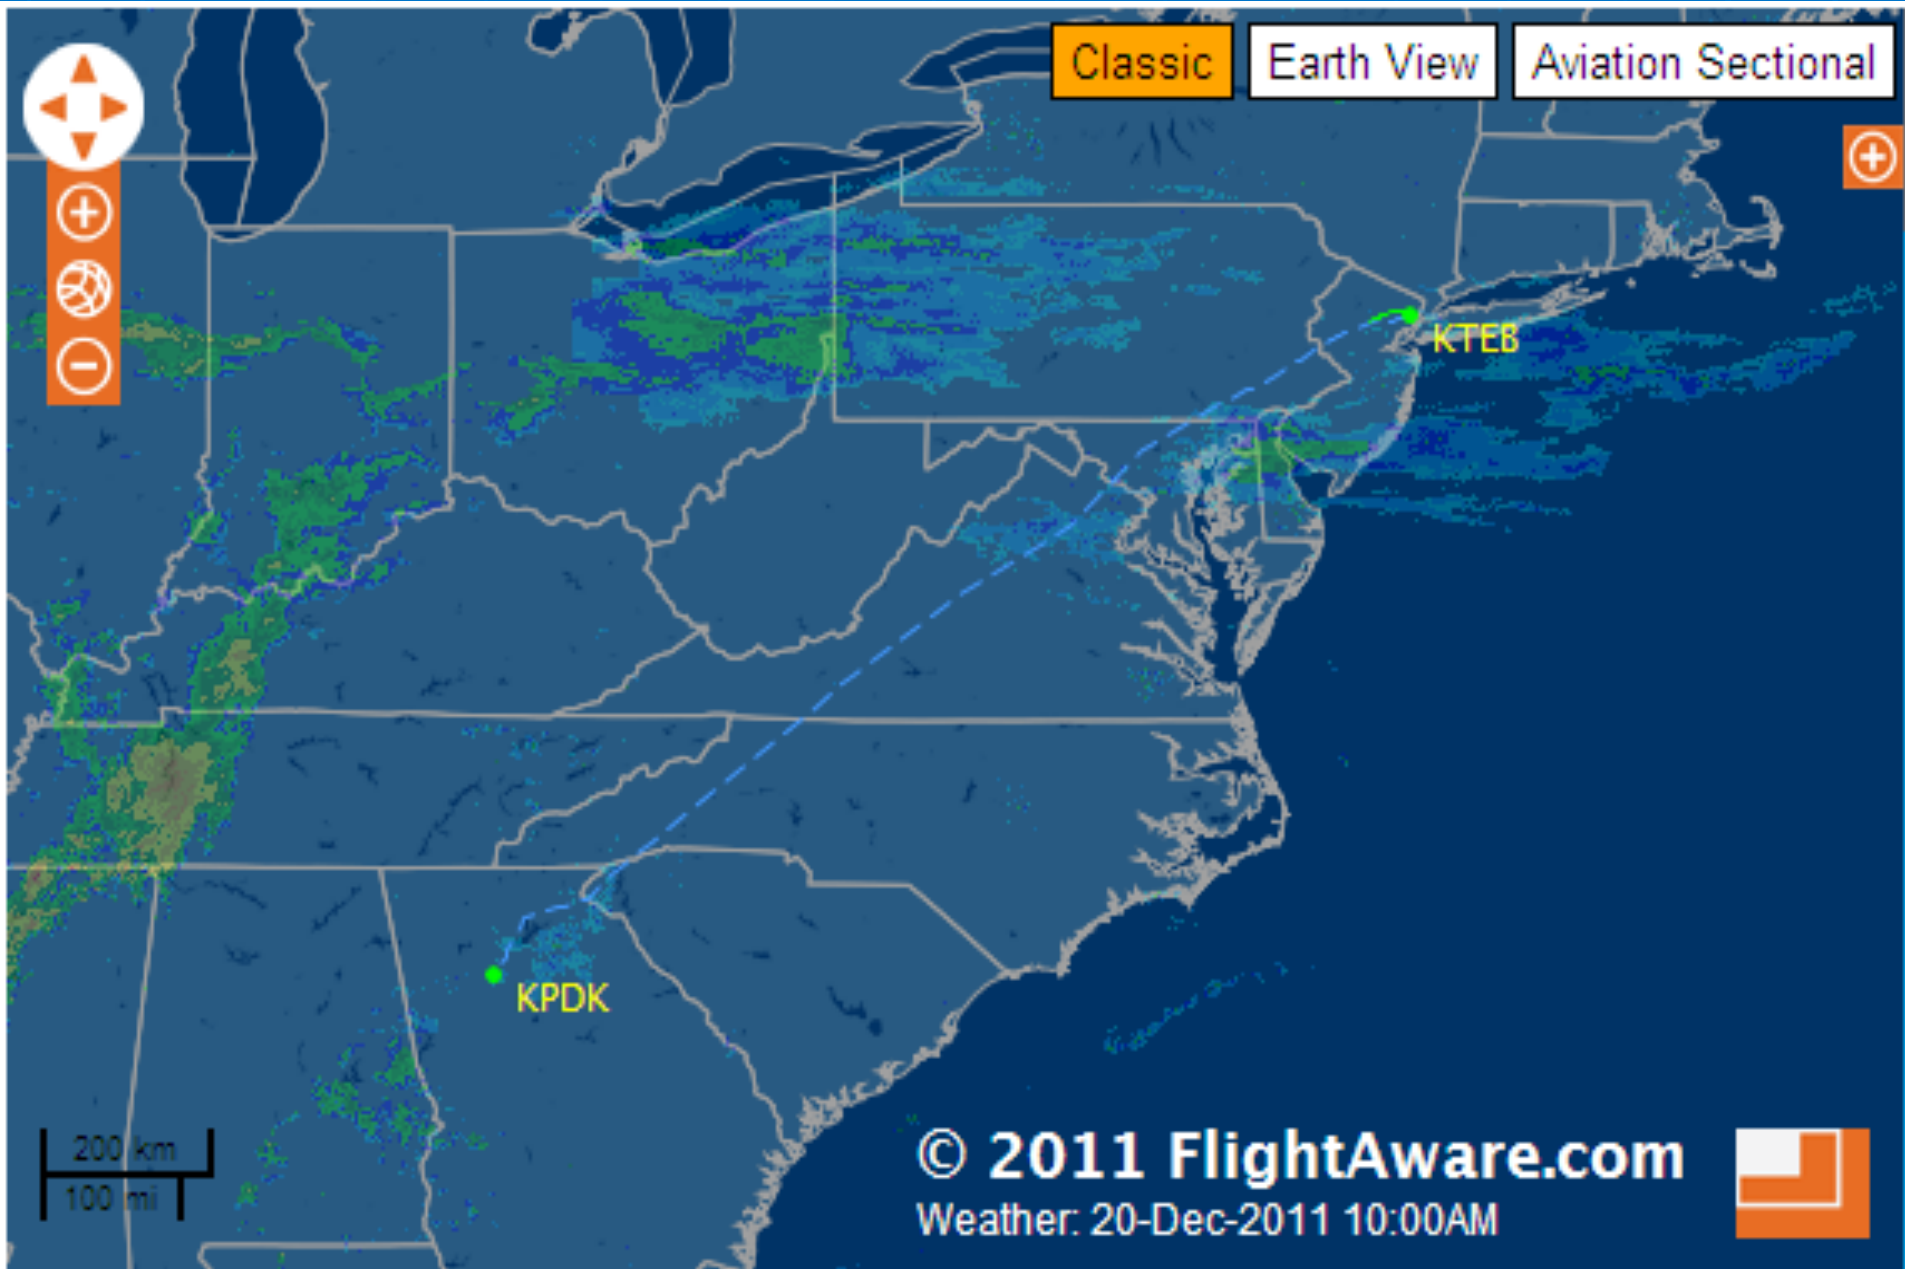 Classic
Earth View
Aviation Sectional
KTEB
KPDK
200 km
100 mi
© 2011 FlightAware.com
Weather: 20-Dec-2011 10:00AM